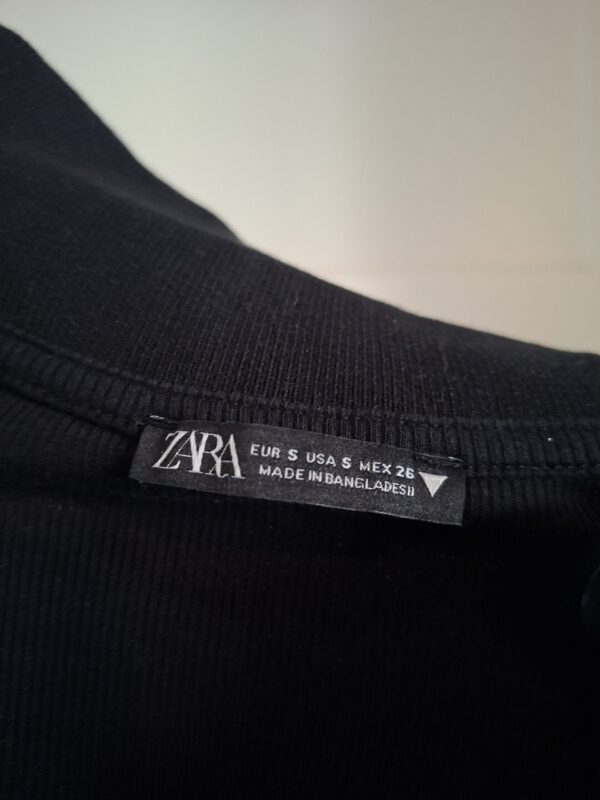 ZARA
EUR S USA S MEX 26
MADE IN BANGLADESH